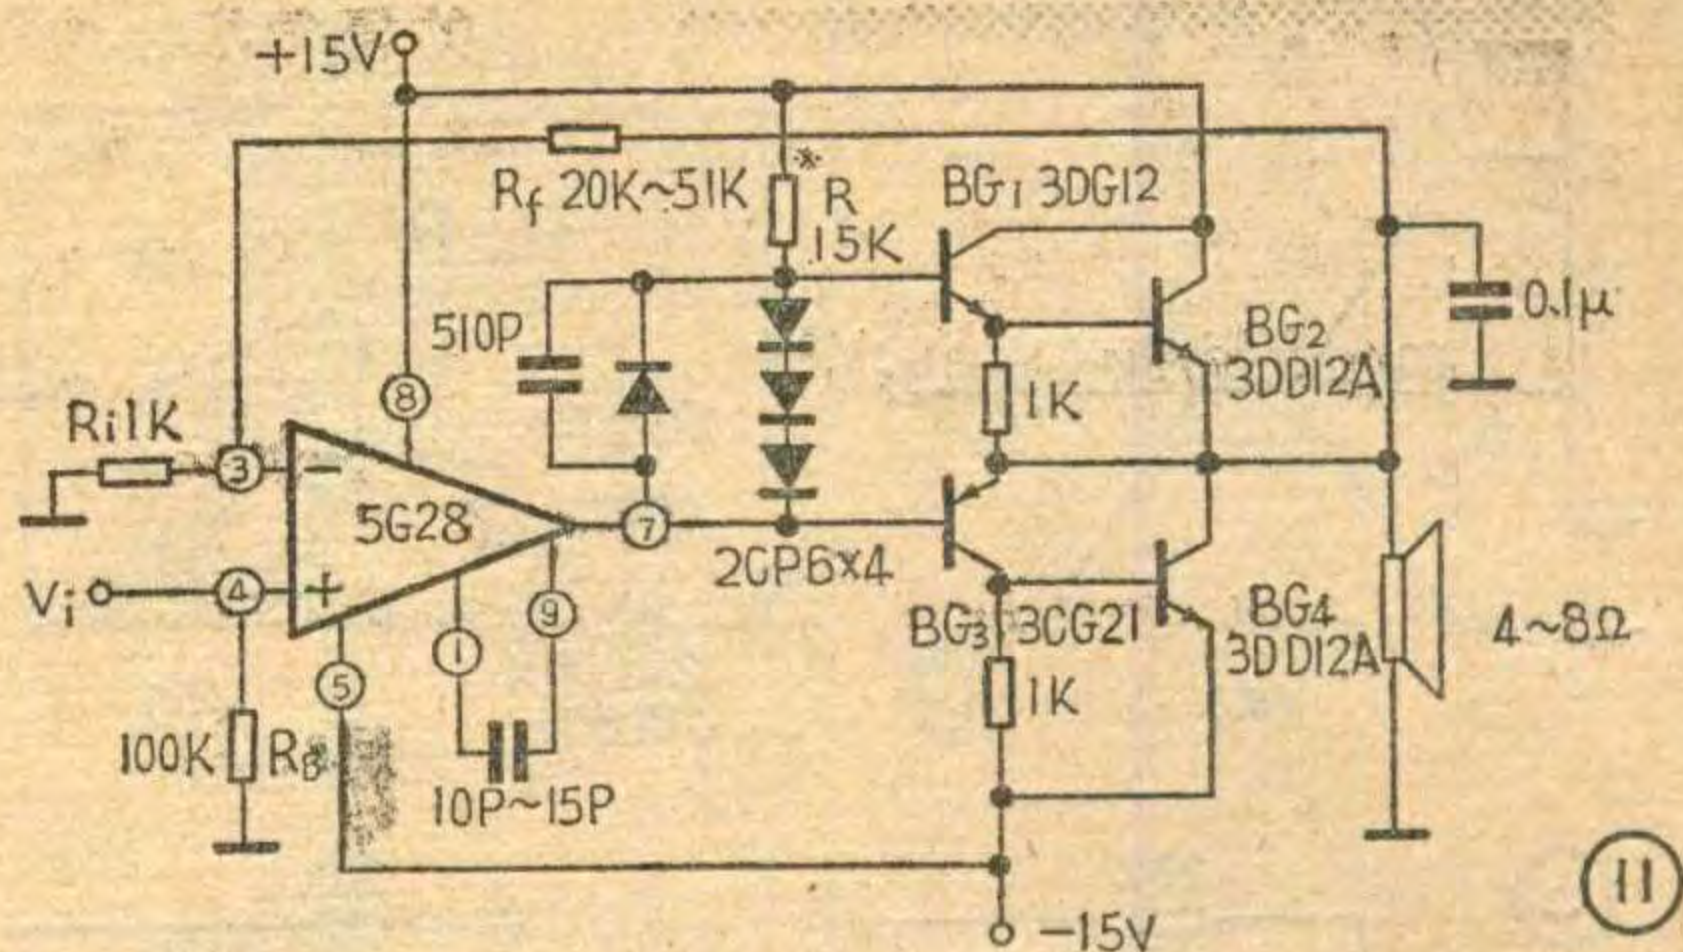 +15V
Rf 20K~51K
* R
15K
BG1 3DG12
510P
0.1μ
BG2
3DD12A
Ri 1K
8
1K
3
−
5G28
7
2CP6×4
Vi
4
+
9
BG3 3CG21
BG4
3DD12A
4~8Ω
1
5
1K
100K RB
10P~15P
−15V
11